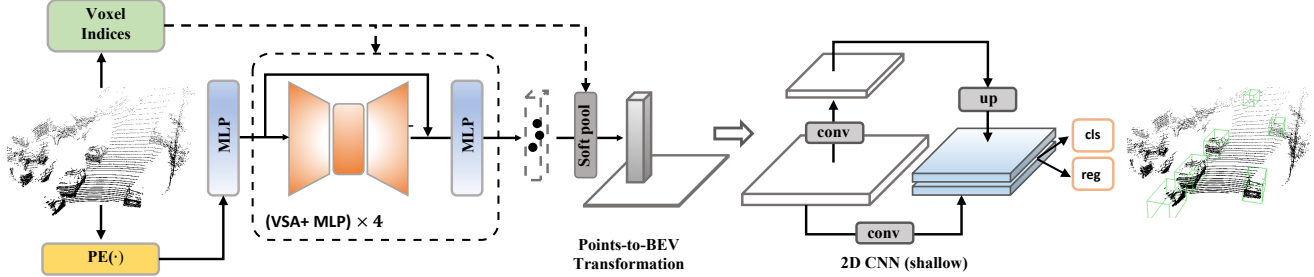 Voxel
Indices
MLP
MLP
Soft pool
(VSA+ MLP) × 4
PE(·)
Points-to-BEV
Transformation
conv
up
cls
reg
conv
2D CNN (shallow)